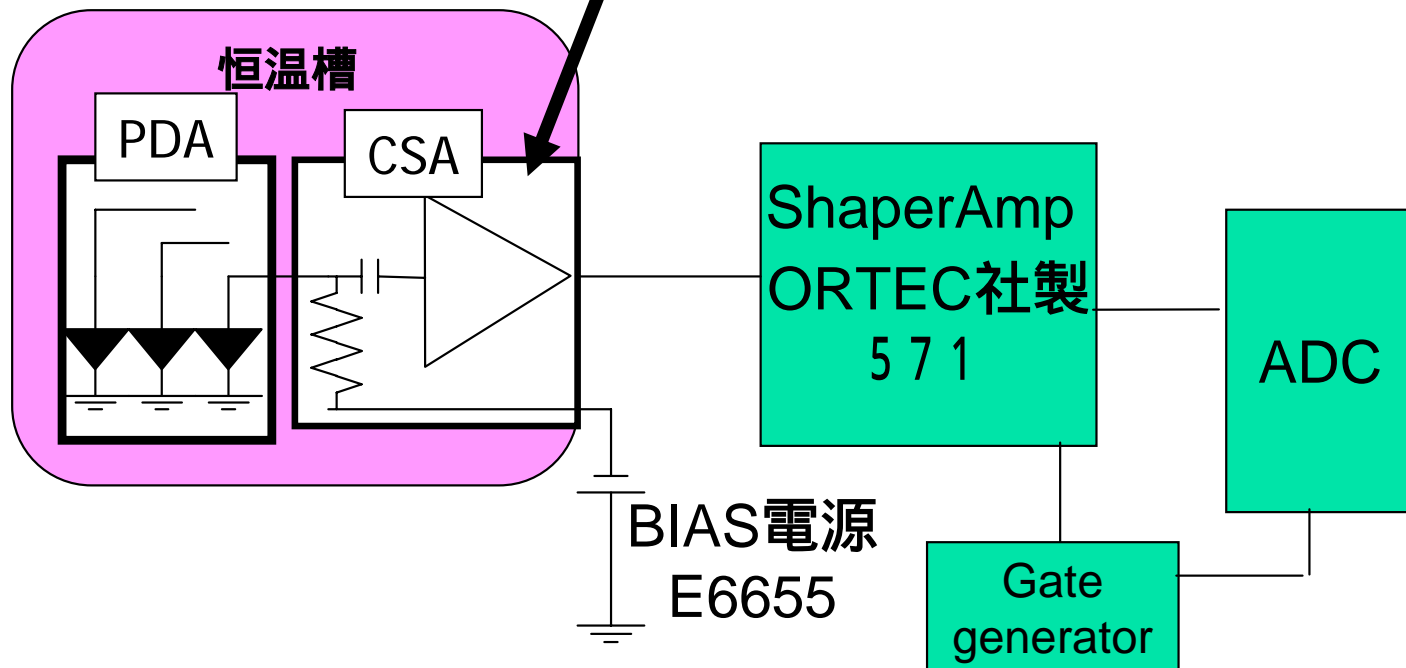 恒温槽
PDA
CSA
ShaperAmp
ORTEC社製
５７１
ADC
BIAS電源
E6655
Gate
generator